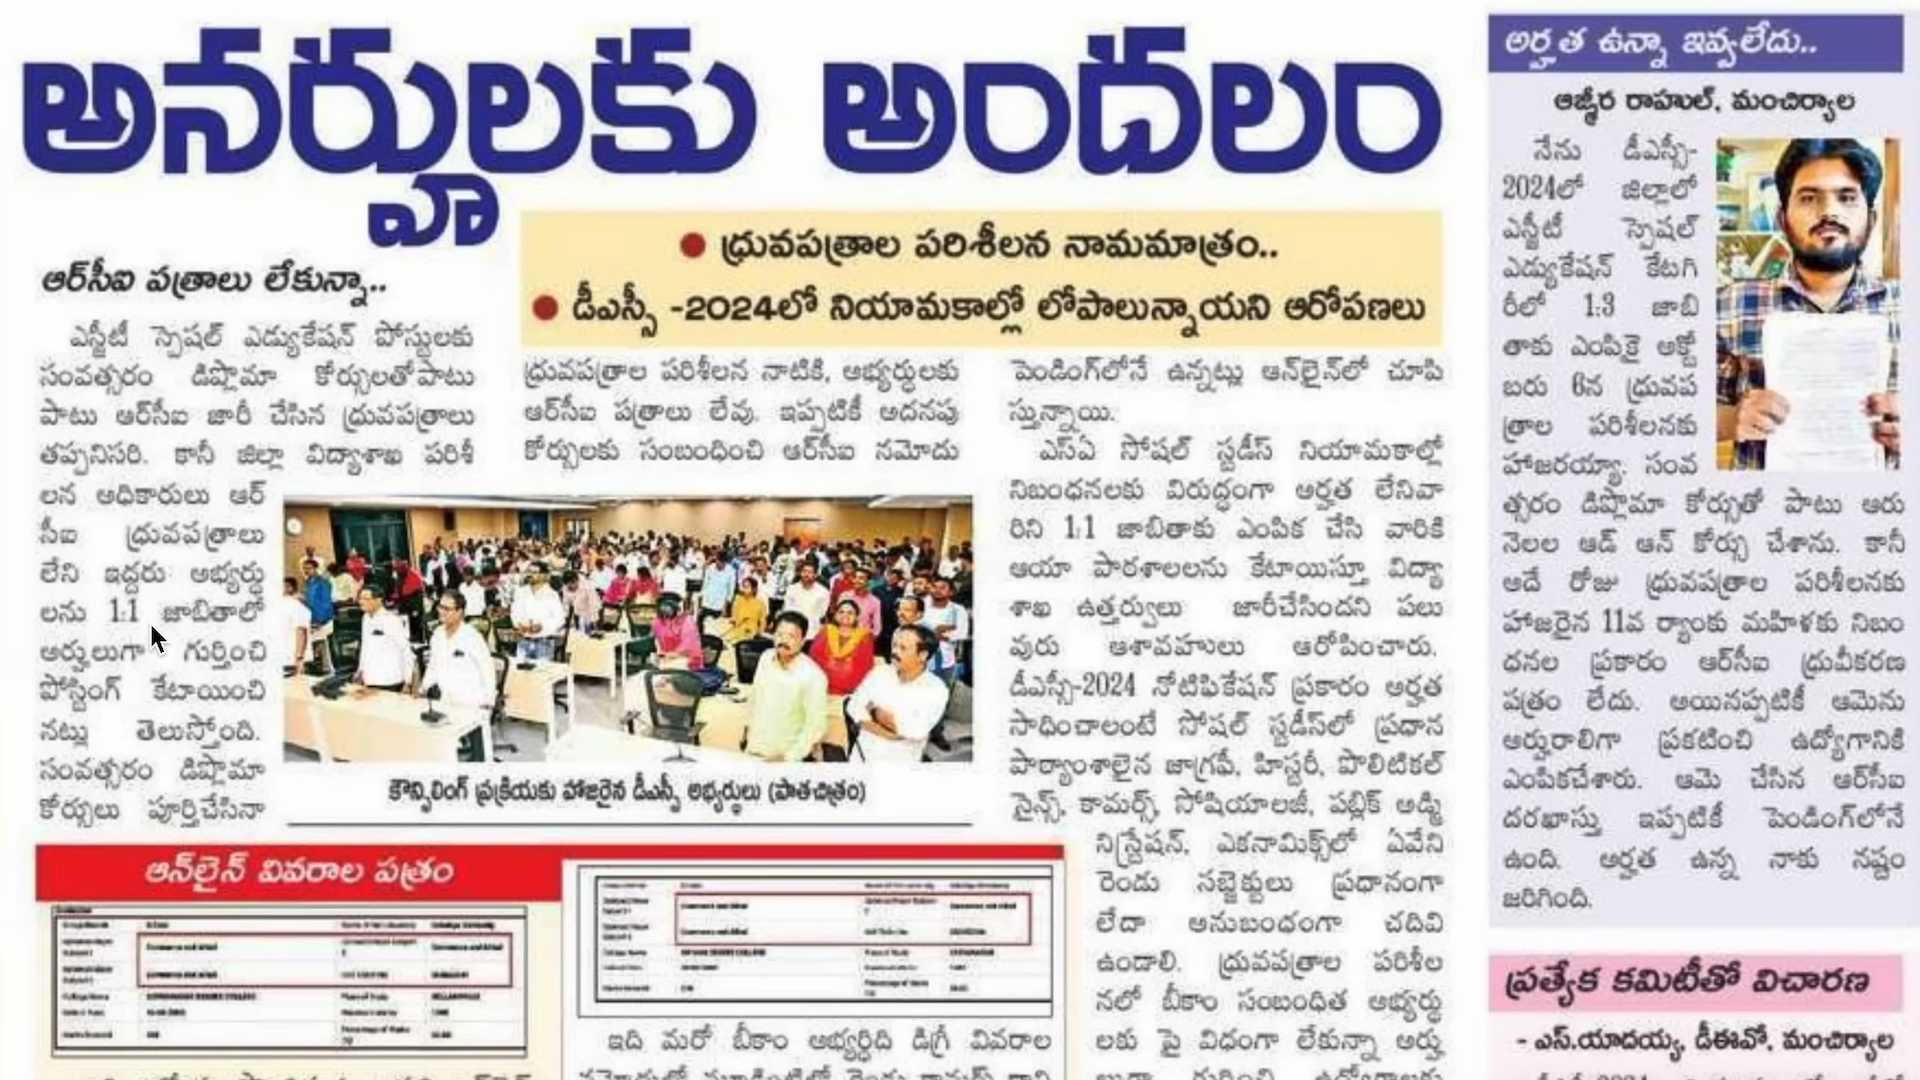 అనర్హులకు అందలం
● ధ్రువపత్రాల పరిశీలన నామమాత్రం..
● డీఎస్సీ -2024లో నియామకాల్లో లోపాలున్నాయని ఆరోపణలు
ఆర్‌సీఐ పత్రాలు లేకున్నా..
ఎస్జీటీ స్పెషల్ ఎడ్యుకేషన్ పోస్టులకు
సంవత్సరం డిప్లొమా కోర్సులతోపాటు
పాటు ఆర్‌సీఐ జారీ చేసిన ధ్రువపత్రాలు
తప్పనిసరి. కానీ జిల్లా విద్యాశాఖ పరిశీ
లన అధికారులు ఆర్
సీఐ ధ్రువపత్రాలు
లేని ఇద్దరు అభ్యర్థు
లను 1:1 జాబితాలో
అర్హులుగా గుర్తించి
పోస్టింగ్ కేటాయించి
నట్లు తెలుస్తోంది.
సంవత్సరం డిప్లొమా
కోర్సులు పూర్తిచేసినా
ధ్రువపత్రాల పరిశీలన నాటికి, అభ్యర్థులకు
ఆర్‌సీఐ పత్రాలు లేవు. ఇప్పటికీ అదనపు
కోర్సులకు సంబంధించి ఆర్‌సీఐ నమోదు
కౌన్సిలింగ్ ప్రక్రియకు హాజరైన డీఎస్సీ అభ్యర్థులు (పాతచిత్రం)
పెండింగ్‌లోనే ఉన్నట్లు ఆన్‌లైన్‌లో చూపి
స్తున్నాయి.
ఎస్ఏ సోషల్ స్టడీస్ నియామకాల్లో
నిబంధనలకు విరుద్ధంగా అర్హత లేనివా
రిని 1:1 జాబితాకు ఎంపిక చేసి వారికి
ఆయా పాఠశాలలను కేటాయిస్తూ విద్యా
శాఖ ఉత్తర్వులు జారీచేసిందని పలు
వురు ఆశావహులు ఆరోపించారు.
డీఎస్సీ-2024 నోటిఫికేషన్ ప్రకారం అర్హత
సాధించాలంటే సోషల్ స్టడీస్‌లో ప్రధాన
పాఠ్యాంశాలైన జాగ్రఫీ, హిస్టరీ, పొలిటికల్
సైన్స్, కామర్స్, సోషియాలజీ, పబ్లిక్ అడ్మి
నిస్ట్రేషన్, ఎకనామిక్స్‌లో ఏవేని
రెండు సబ్జెక్టులు ప్రధానంగా
లేదా అనుబంధంగా చదివి
ఉండాలి. ధ్రువపత్రాల పరిశీల
నలో బీకాం సంబంధిత అభ్యర్థు
లకు పై విధంగా లేకున్నా అర్హు
ఆన్‌లైన్ వివరాల పత్రం
ఇది మరో బీకాం అభ్యర్థిది డిగ్రీ వివరాల
అర్హత ఉన్నా ఇవ్వలేదు..
ఆజ్మీర రాహుల్, మంచిర్యాల
నేను డీఎస్సీ-
2024లో జిల్లాలో
ఎస్జీటీ స్పెషల్
ఎడ్యుకేషన్ కేటగి
రీలో 1:3 జాబి
తాకు ఎంపికై అక్టో
బరు 6న ధ్రువప
త్రాల పరిశీలనకు
హాజరయ్యా. సంవ
త్సరం డిప్లొమా కోర్సుతో పాటు ఆరు
నెలల ఆడ్ ఆన్ కోర్సు చేశాను. కానీ
అదే రోజు ధ్రువపత్రాల పరిశీలనకు
హాజరైన 11వ ర్యాంకు మహిళకు నిబం
ధనల ప్రకారం ఆర్‌సీఐ ధ్రువీకరణ
పత్రం లేదు. అయినప్పటికీ ఆమెను
అర్హురాలిగా ప్రకటించి ఉద్యోగానికి
ఎంపికచేశారు. ఆమె చేసిన ఆర్‌సీఐ
దరఖాస్తు ఇప్పటికీ పెండింగ్‌లోనే
ఉంది. అర్హత ఉన్న నాకు నష్టం
జరిగింది.
ప్రత్యేక కమిటీతో విచారణ
- ఎస్.యాదయ్య, డీఈవో, మంచిర్యాల